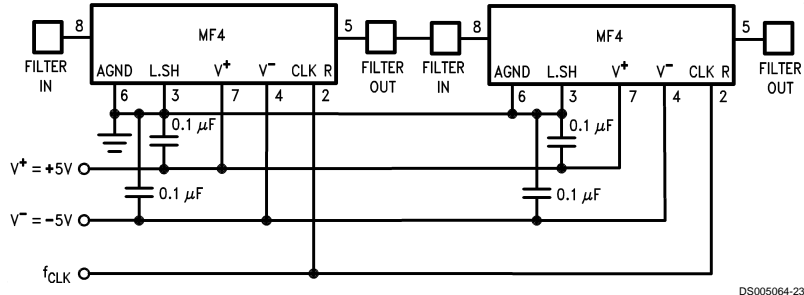 8 MF4 5 8 MF4 5
FILTER IN FILTER OUT FILTER IN FILTER OUT
AGND L.SH V+ V− CLK R AGND L.SH V+ V− CLK R
6 3 7 4 2 6 3 7 4 2
0.1 µF 0.1 µF
V+ = +5V
0.1 µF 0.1 µF
V− = −5V
fCLK
DS005064-23